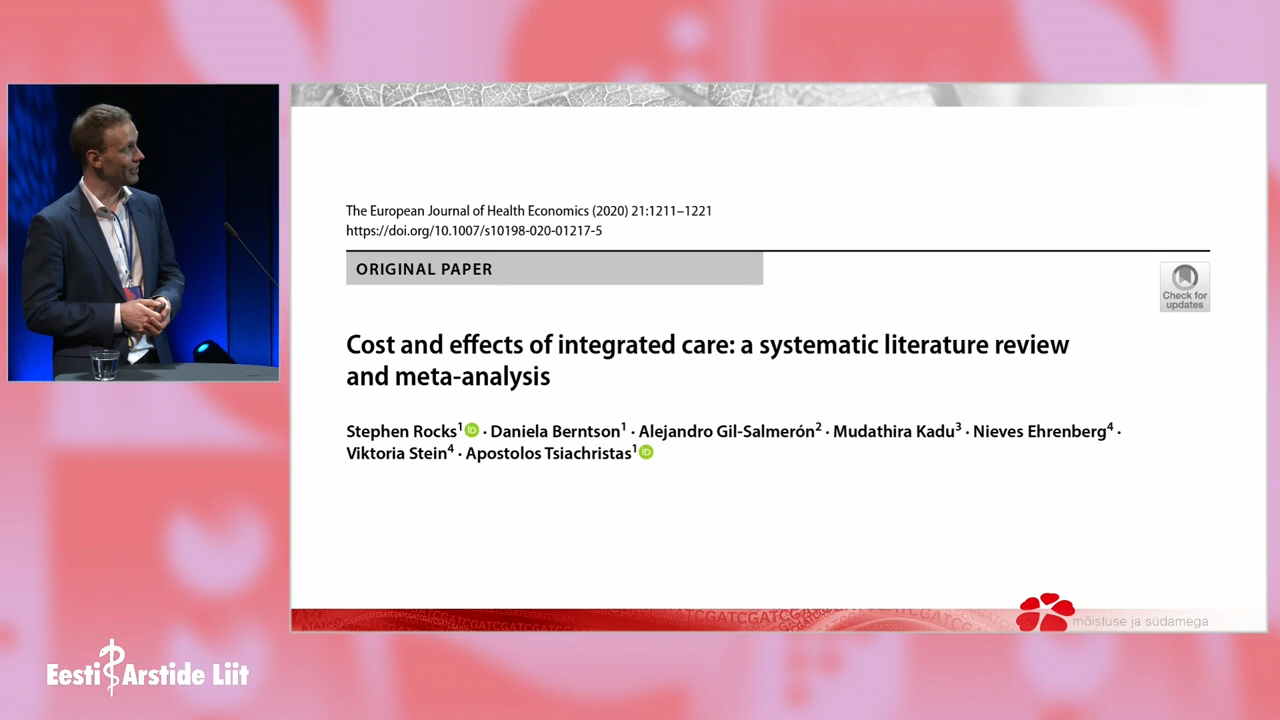 The European Journal of Health Economics (2020) 21:1211–1221
https://doi.org/10.1007/s10198-020-01217-5
ORIGINAL PAPER
Check for
updates
Cost and effects of integrated care: a systematic literature review
and meta-analysis
Stephen Rocks1 iD · Daniela Berntson1 · Alejandro Gil-Salmerón2 · Mudathira Kadu3 · Nieves Ehrenberg4 ·
Viktoria Stein4 · Apostolos Tsiachristas1 iD
mõistuse ja südamega
Eesti Arstide Liit